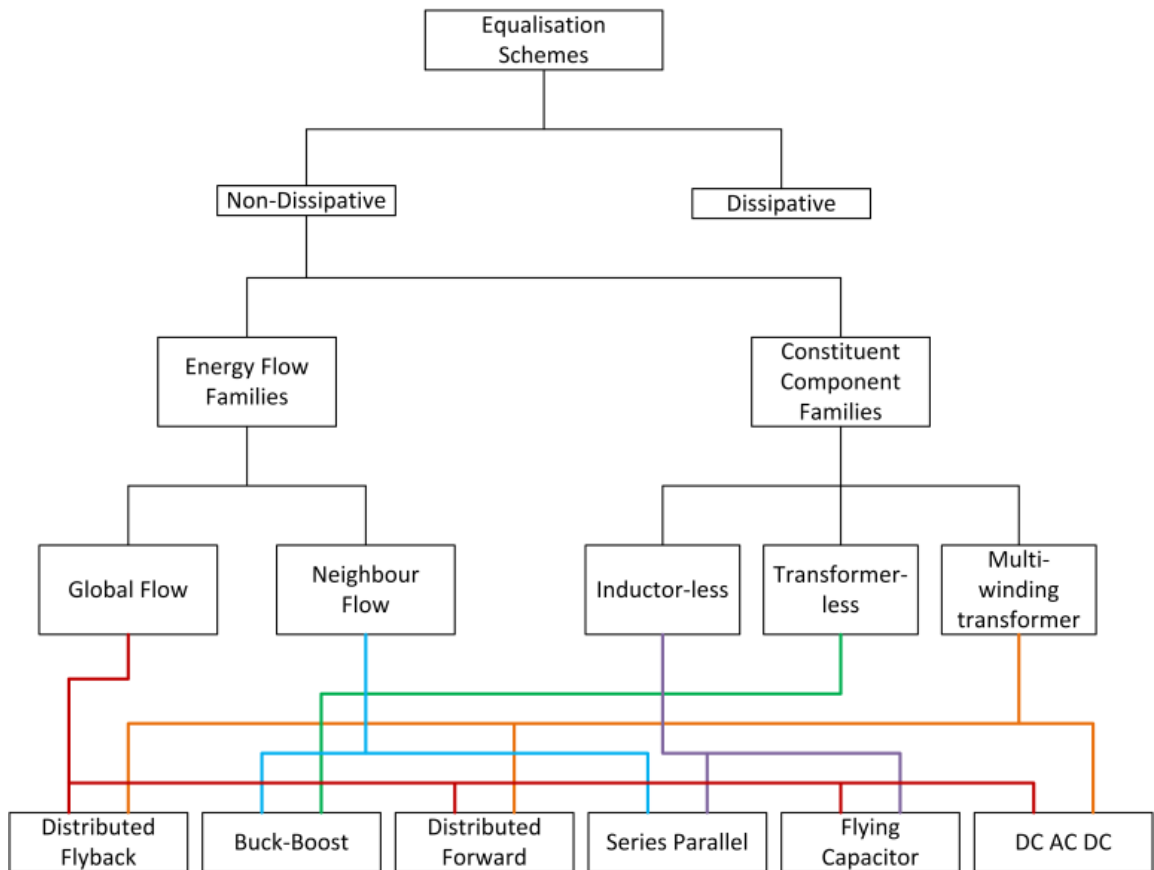 Equalisation
Schemes
Non-Dissipative
Dissipative
Energy Flow
Families
Constituent
Component
Families
Global Flow
Neighbour
Flow
Inductor-less
Transformer-
less
Multi-
winding
transformer
Distributed
Flyback
Buck-Boost
Distributed
Forward
Series Parallel
Flying
Capacitor
DC AC DC